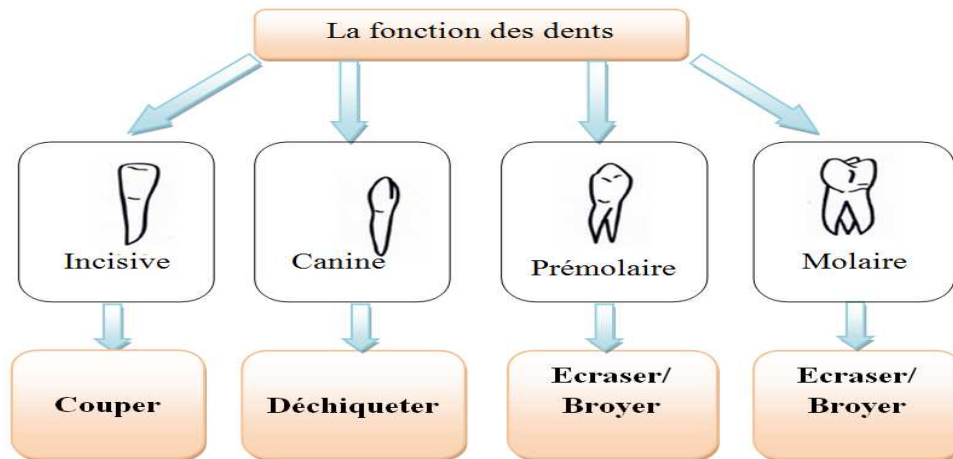 La fonction des dents
Incisive
Canine
Prémolaire
Molaire
Couper
Déchiqueter
Ecraser/
Broyer
Ecraser/
Broyer